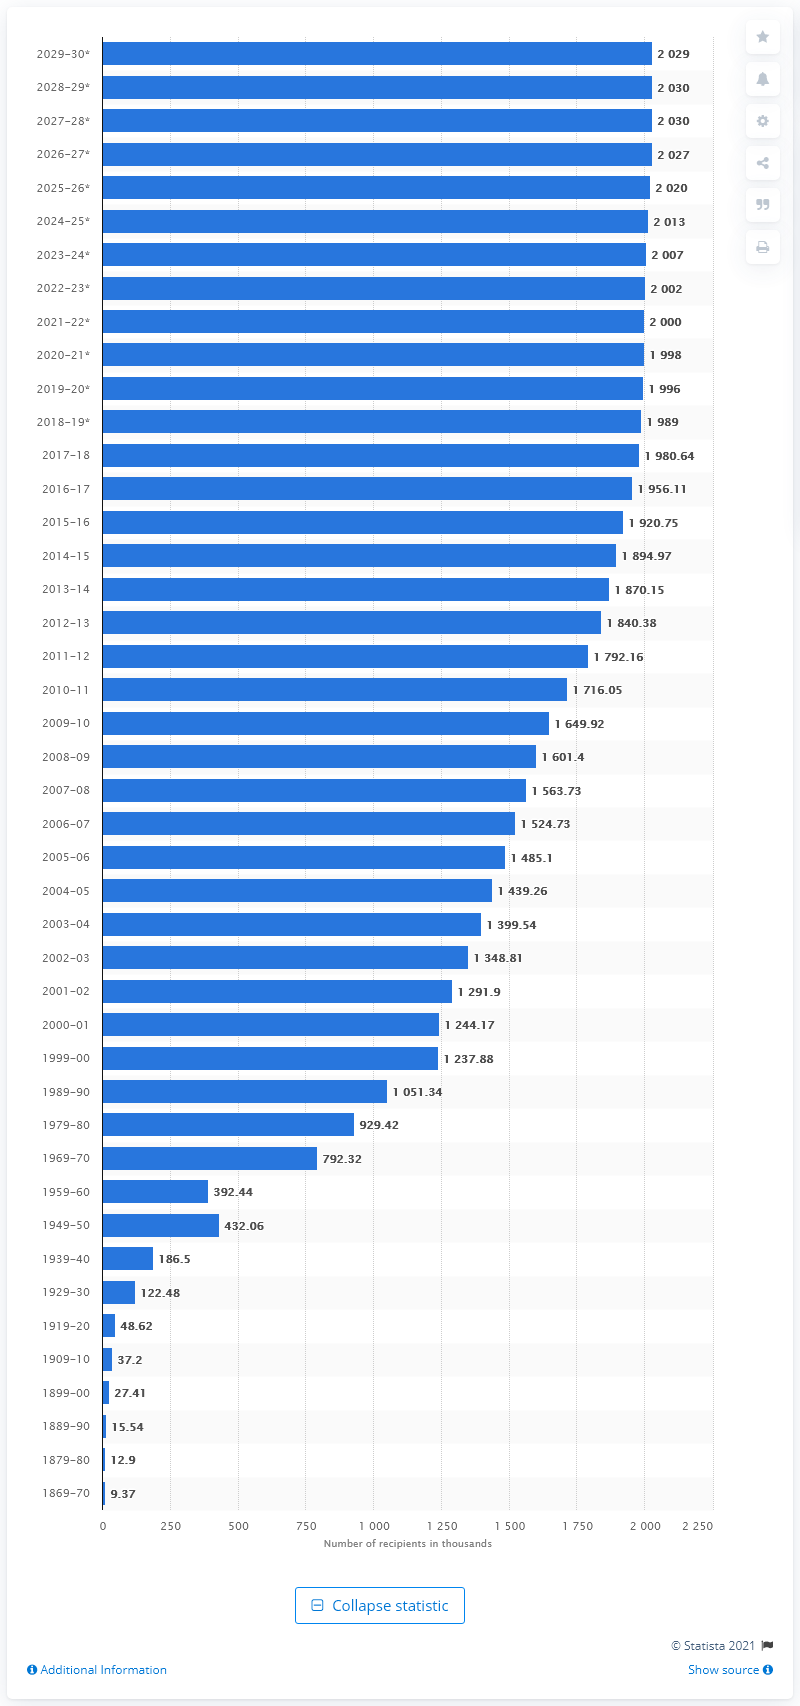 2029-30* 2 029
2028-29* 2 030
2027-28* 2 030
2026-27* 2 027
2025-26* 2 020
2024-25* 2 013
2023-24* 2 007
2022-23* 2 002
2021-22* 2 000
2020-21* 1 998
2019-20* 1 996
2018-19* 1 989
2017-18 1 980.64
2016-17 1 956.11
2015-16 1 920.75
2014-15 1 894.97
2013-14 1 870.15
2012-13 1 840.38
2011-12 1 792.16
2010-11 1 716.05
2009-10 1 649.92
2008-09 1 601.4
2007-08 1 563.73
2006-07 1 524.73
2005-06 1 485.1
2004-05 1 439.26
2003-04 1 399.54
2002-03 1 348.81
2001-02 1 291.9
2000-01 1 244.17
1999-00 1 237.88
1989-90 1 051.34
1979-80 929.42
1969-70 792.32
1959-60 392.44
1949-50 432.06
1939-40 186.5
1929-30 122.48
1919-20 48.62
1909-10 37.2
1899-00 27.41
1889-90 15.54
1879-80 12.9
1869-70 9.37
0 250 500 750 1 000 1 250 1 500 1 750 2 000 2 250
Number of recipients in thousands
Collapse statistic
© Statista 2021
Additional Information Show source